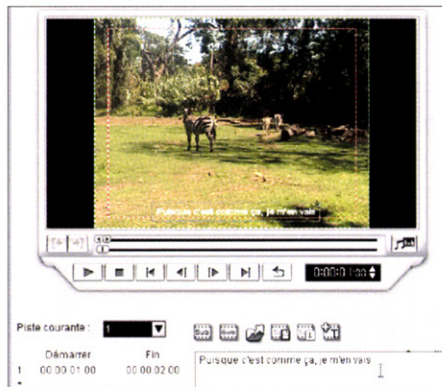 Puisque c'est comme ça, je m'en vais
0:00:01:00
Piste courante : 1
Démarrer Fin
1 00:00:01:00 00:00:02:00 Puisque c'est comme ça, je m'en vais